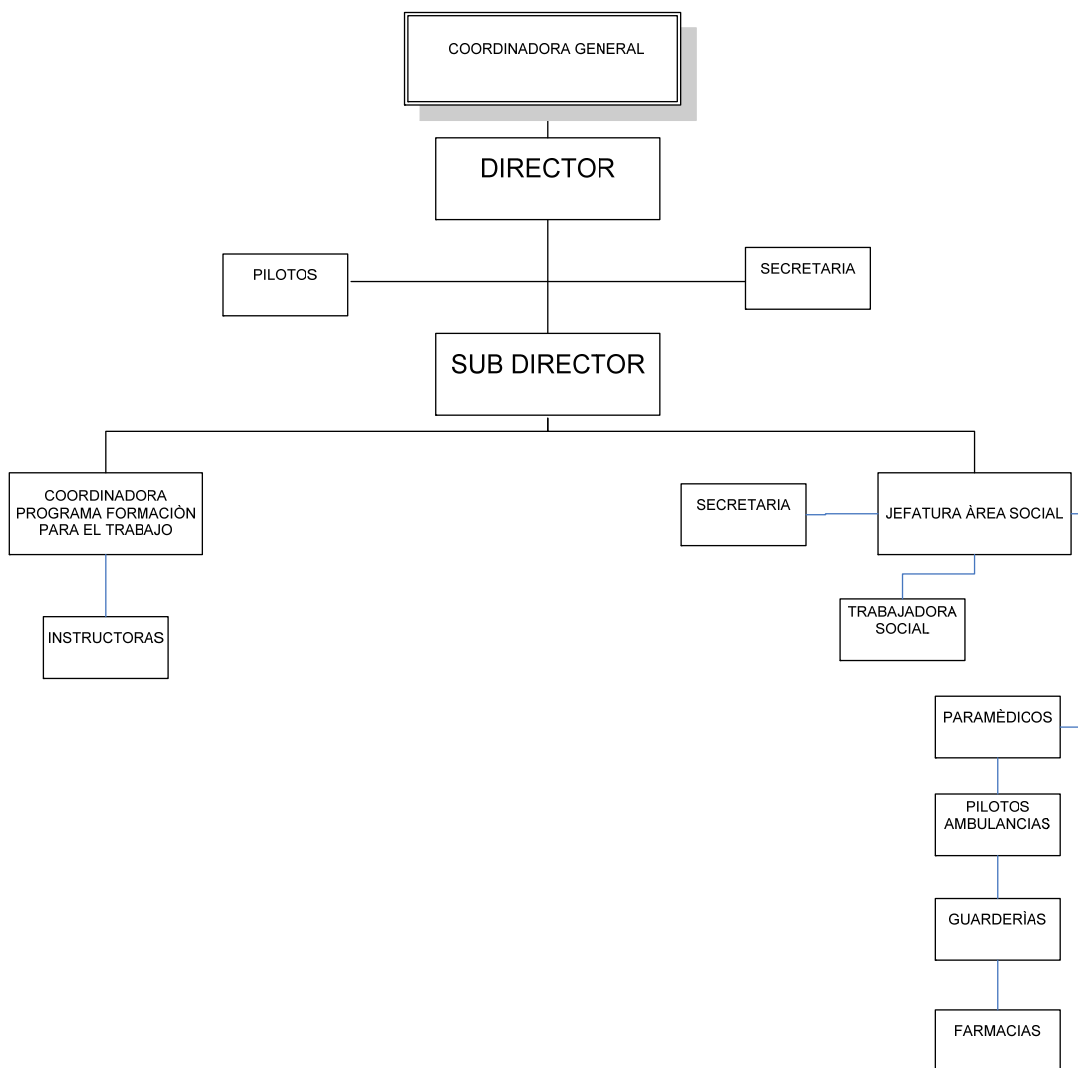 COORDINADORA GENERAL
DIRECTOR
PILOTOS
SECRETARIA
SUB DIRECTOR
COORDINADORA
PROGRAMA FORMACIÒN
PARA EL TRABAJO
SECRETARIA
JEFATURA ÀREA SOCIAL
INSTRUCTORAS
TRABAJADORA
SOCIAL
PARAMÈDICOS
PILOTOS
AMBULANCIAS
GUARDERÌAS
FARMACIAS